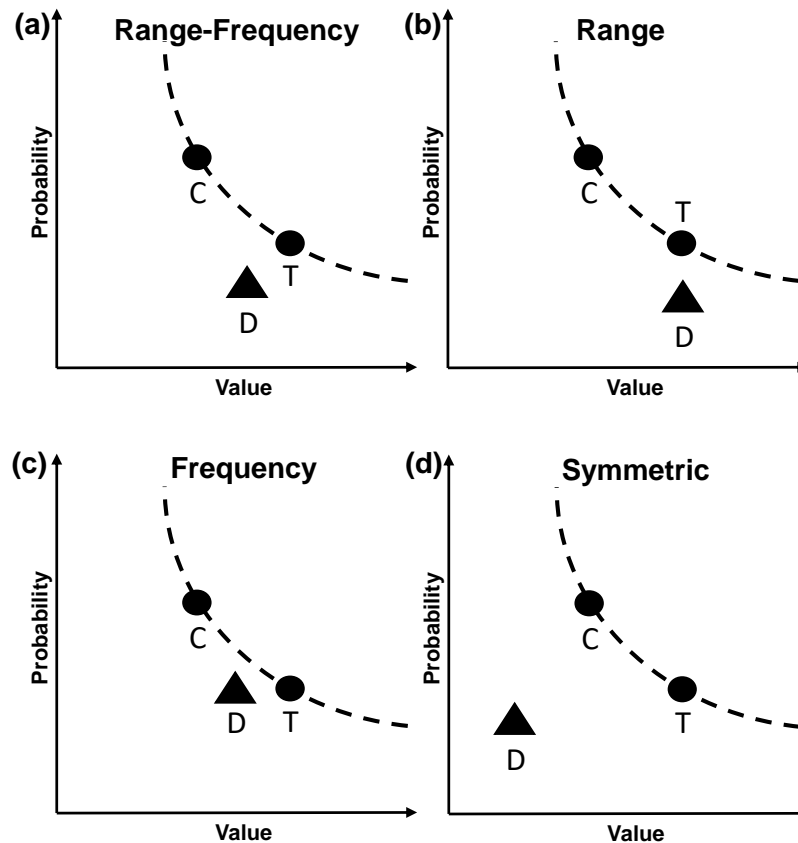 (a) Range-Frequency
Probability
C
T
D
Value
(b) Range
Probability
C
T
D
Value
(c) Frequency
Probability
C
D T
Value
(d) Symmetric
Probability
C
T
D
Value